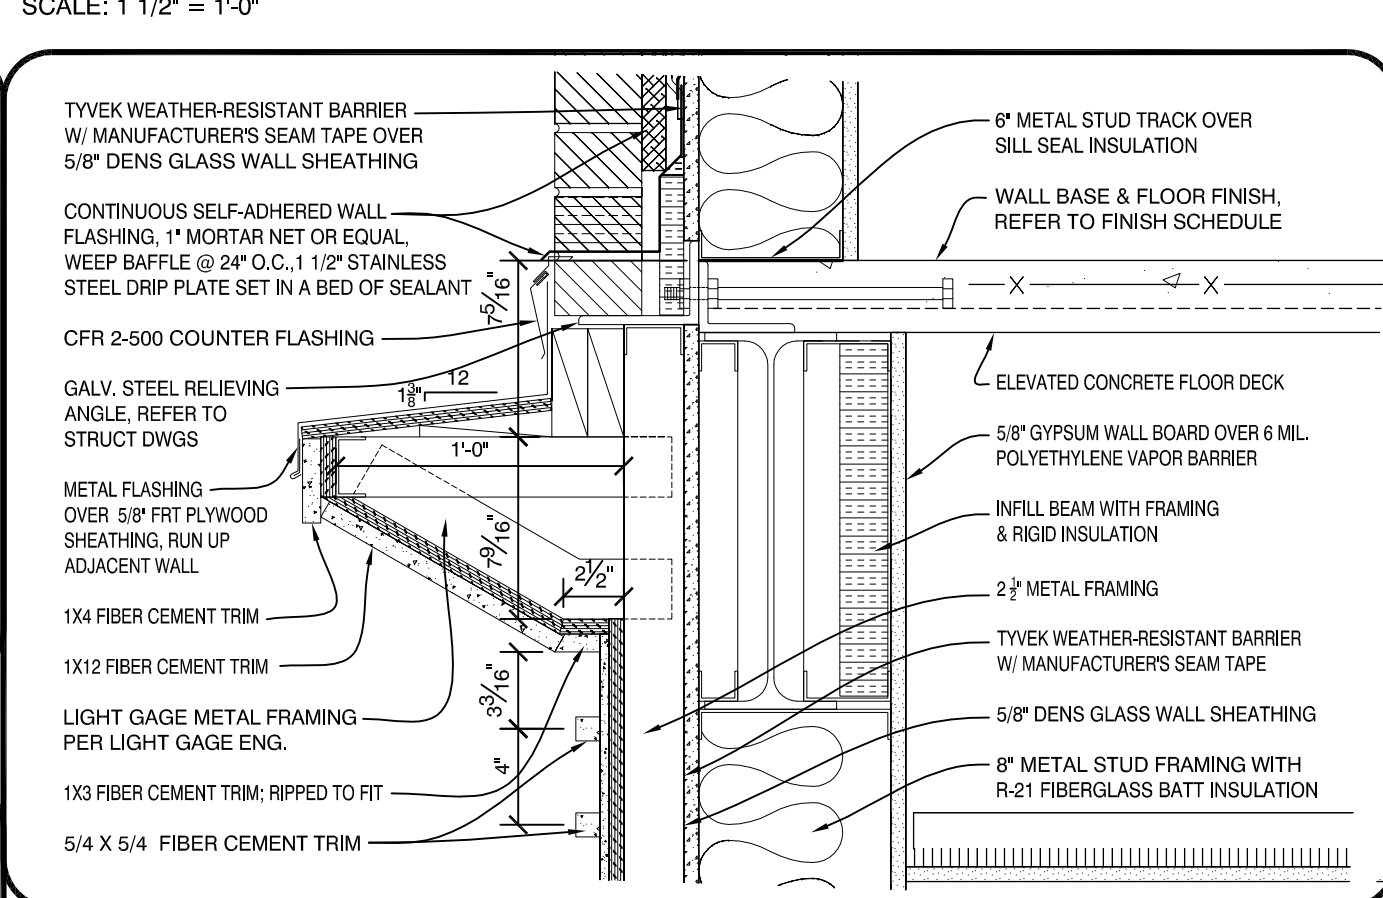 SCALE: 1 1/2" = 1'-0"
TYVEK WEATHER-RESISTANT BARRIER
W/ MANUFACTURER'S SEAM TAPE OVER
5/8" DENS GLASS WALL SHEATHING
CONTINUOUS SELF-ADHERED WALL
FLASHING, 1" MORTAR NET OR EQUAL,
WEEP BAFFLE @ 24" O.C.,1 1/2" STAINLESS
STEEL DRIP PLATE SET IN A BED OF SEALANT
CFR 2-500 COUNTER FLASHING
GALV. STEEL RELIEVING
ANGLE, REFER TO
STRUCT DWGS
METAL FLASHING
OVER 5/8" FRT PLYWOOD
SHEATHING, RUN UP
ADJACENT WALL
1X4 FIBER CEMENT TRIM
1X12 FIBER CEMENT TRIM
LIGHT GAGE METAL FRAMING
PER LIGHT GAGE ENG.
1X3 FIBER CEMENT TRIM; RIPPED TO FIT
5/4 X 5/4 FIBER CEMENT TRIM
7 5/16"
12
1 3/8"
1'-0"
7 9/16"
2 1/2"
3 3/16"
4"
6" METAL STUD TRACK OVER
SILL SEAL INSULATION
WALL BASE & FLOOR FINISH,
REFER TO FINISH SCHEDULE
X X
ELEVATED CONCRETE FLOOR DECK
5/8" GYPSUM WALL BOARD OVER 6 MIL.
POLYETHYLENE VAPOR BARRIER
INFILL BEAM WITH FRAMING
& RIGID INSULATION
2 1/2" METAL FRAMING
TYVEK WEATHER-RESISTANT BARRIER
W/ MANUFACTURER'S SEAM TAPE
5/8" DENS GLASS WALL SHEATHING
8" METAL STUD FRAMING WITH
R-21 FIBERGLASS BATT INSULATION